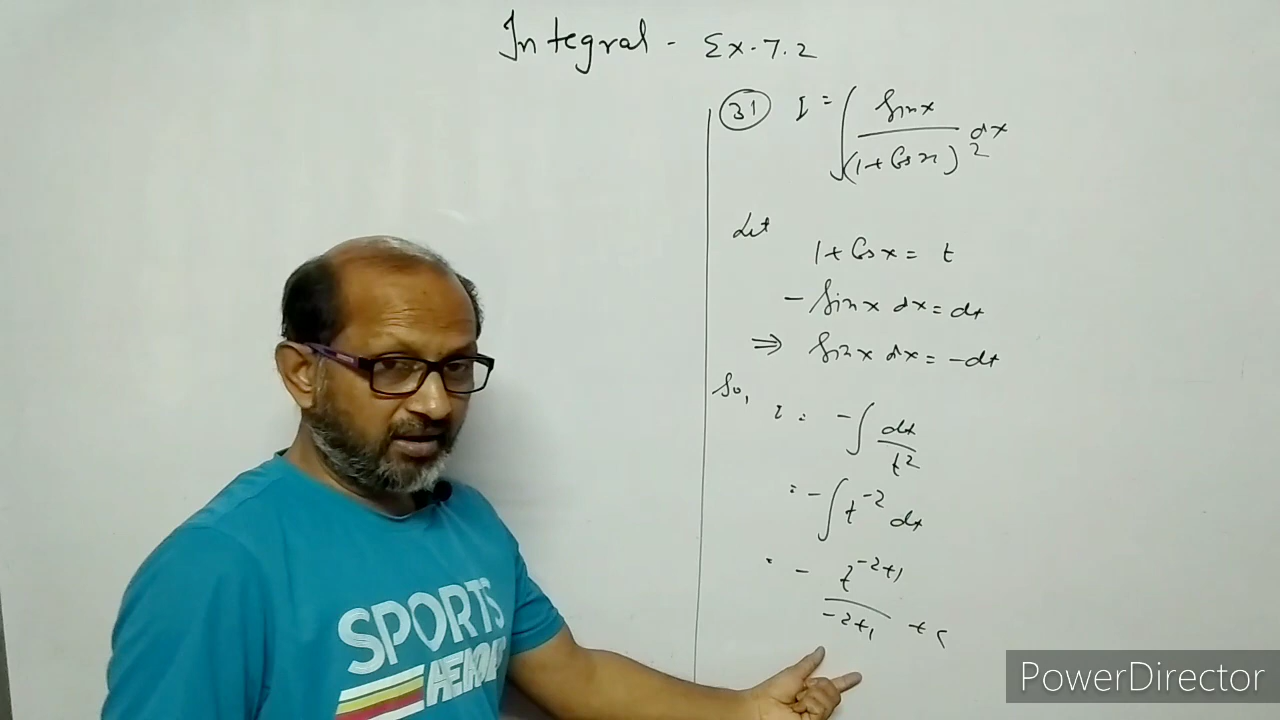 Integral - Ex. 7.2
(31) I = ∫ sin x / (1 + Cos x)² dx
Let
1 + Cos x = t
- Sin x dx = dt
⇒ Sin x dx = -dt
So,
I = - ∫ dt / t²
= - ∫ t⁻² dt
= - t⁻²⁺¹ / -2+1 + c
SPORTS
PowerDirector